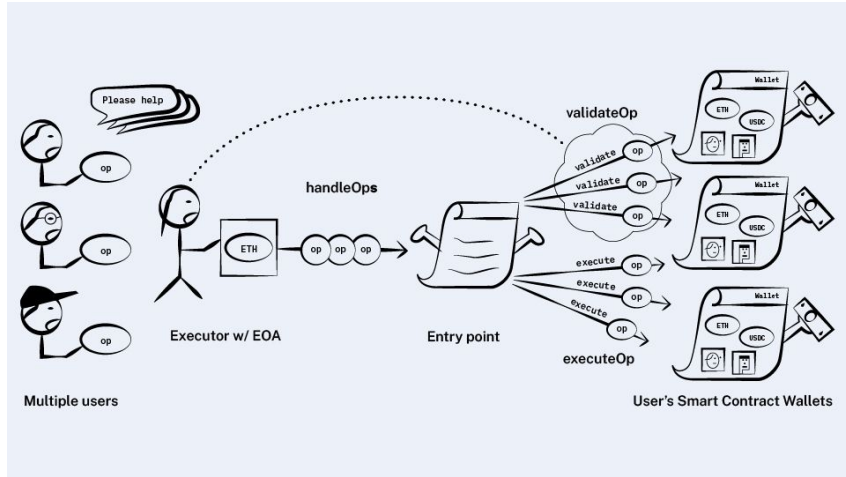 Please help
op
op
op
Multiple users
Executor w/ EOA
ETH
handleOps
op op op
Entry point
validateOp
validate op
validate op
validate op
execute op
execute op
execute op
executeOp
Wallet
ETH
USDC
Wallet
ETH
USDC
Wallet
ETH
USDC
User's Smart Contract Wallets